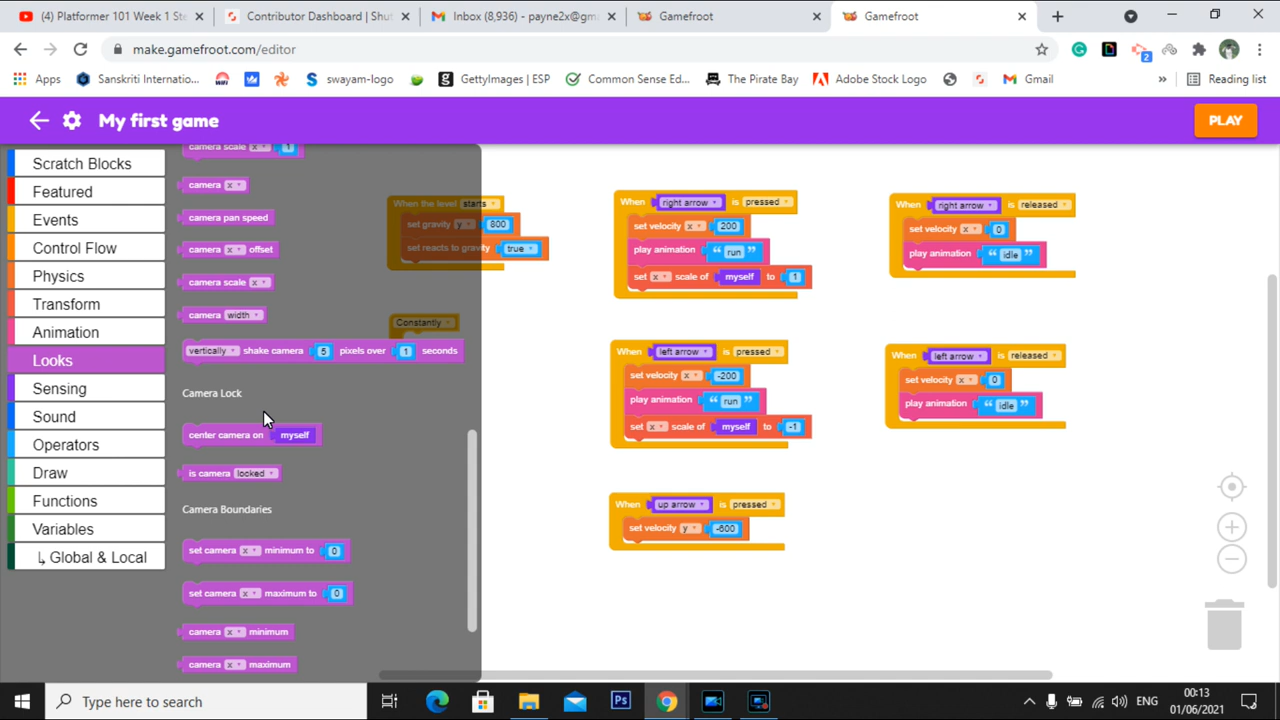 (4) Platformer 101 Week 1 Ste
Contributor Dashboard | Shut
Inbox (8,936) - payne2x@gm
Gamefroot
Gamefroot
make.gamefroot.com/editor
Apps
Sanskriti Internatio...
swayam-logo
GettyImages | ESP
Common Sense Ed...
The Pirate Bay
Adobe Stock Logo
Gmail
Reading list
My first game
PLAY
Scratch Blocks
Featured
Events
Control Flow
Physics
Transform
Animation
Looks
Sensing
Sound
Operators
Draw
Functions
Variables
↳ Global & Local
camera scale x 1
camera x
camera pan speed
camera x offset
camera scale x
camera width
vertically shake camera 5 pixels over 1 seconds
Camera Lock
center camera on myself
is camera locked
Camera Boundaries
set camera x minimum to 0
set camera x maximum to 0
camera x minimum
camera x maximum
When the level starts
set gravity y 800
set reacts to gravity true
Constantly
When right arrow is pressed
set velocity x 200
play animation “ run ”
set x scale of myself to 1
When left arrow is pressed
set velocity x -200
play animation “ run ”
set x scale of myself to -1
When up arrow is pressed
set velocity y -600
When right arrow is released
set velocity x 0
play animation “ idle ”
When left arrow is released
set velocity x 0
play animation “ idle ”
Type here to search
ENG
00:13
01/06/2021